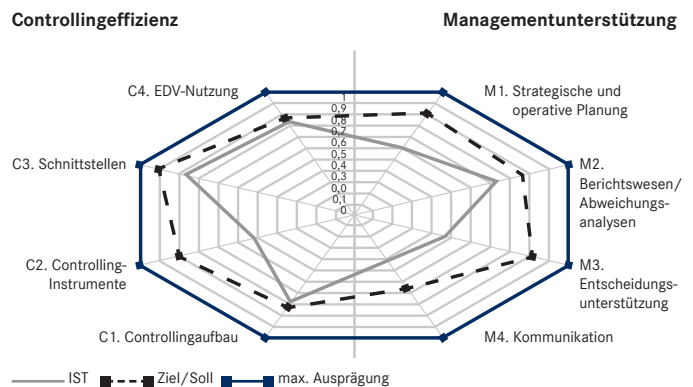 Controllingeffizienz
Managementunterstützung
C4. EDV-Nutzung
M1. Strategische und
operative Planung
C3. Schnittstellen
M2.
Berichtswesen/
Abweichungs-
analysen
C2. Controlling-
Instrumente
M3.
Entscheidungs-
unterstützung
C1. Controllingaufbau
M4. Kommunikation
1
0,9
0,8
0,7
0,6
0,5
0,4
0,3
0,0
0,1
0
IST
Ziel/Soll
max. Ausprägung